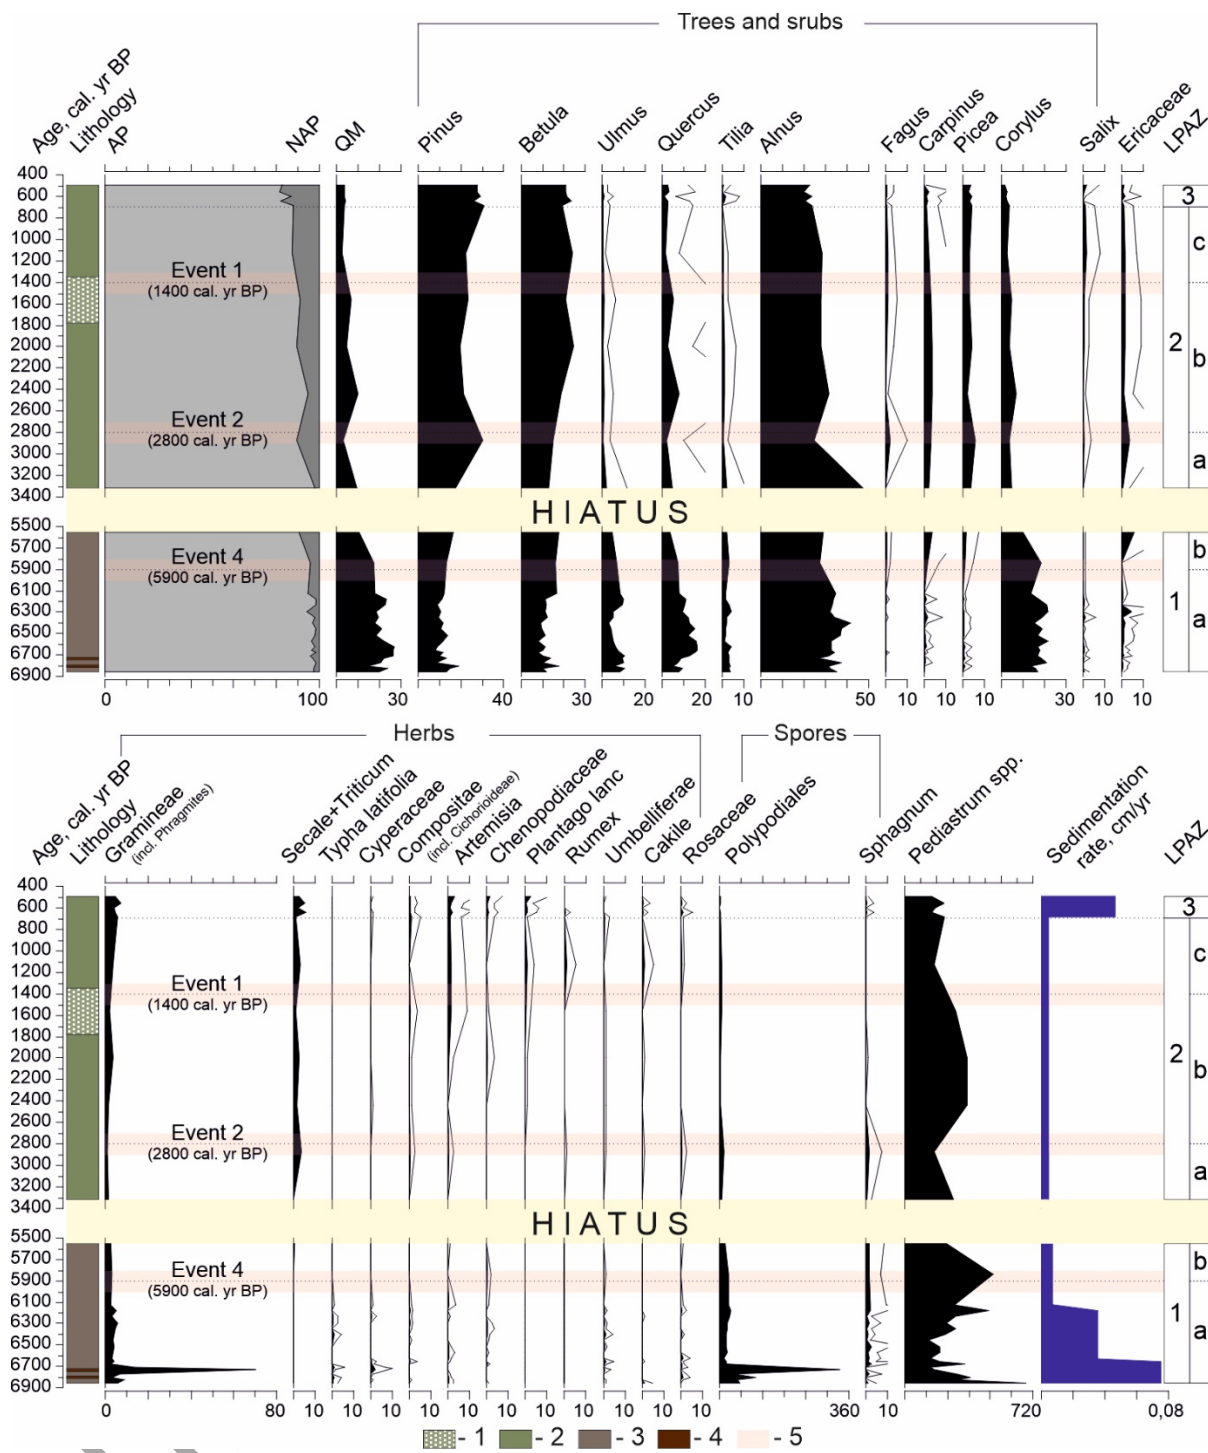 Trees and srubs
Age, cal. yr BP
Lithology
AP
NAP
QM
Pinus
Betula
Ulmus
Quercus
Tilia
Alnus
Fagus
Carpinus
Picea
Corylus
Salix
Ericaceae
LPAZ
400
600
800
1000
1200
1400
1600
1800
2000
2200
2400
2600
2800
3000
3200
3400
Event 1
(1400 cal. yr BP)
Event 2
(2800 cal. yr BP)
3
c
2
b
a
HIATUS
5500
5700
5900
6100
6300
6500
6700
6900
Event 4
(5900 cal. yr BP)
b
1
a
0 100 30 40 30 20 20 10 50 10 10 10 30 10 10
Herbs
Spores
Age, cal. yr BP
Lithology
Gramineae
(incl. Phragmites)
Secale+Triticum
Typha latifolia
Cyperaceae
Compositae
(incl. Cichorioideae)
Artemisia
Chenopodiaceae
Plantago lanc
Rumex
Umbelliferae
Cakile
Rosaceae
Polypodiales
Sphagnum
Pediastrum spp.
Sedimentation
rate, cm/yr
LPAZ
400
600
800
1000
1200
1400
1600
1800
2000
2200
2400
2600
2800
3000
3200
3400
Event 1
(1400 cal. yr BP)
Event 2
(2800 cal. yr BP)
3
c
2
b
a
HIATUS
5500
5700
5900
6100
6300
6500
6700
6900
Event 4
(5900 cal. yr BP)
b
1
a
0 80 10 10 10 10 10 10 10 10 10 10 10 360 10 720 0,08
- 1 - 2 - 3 - 4 - 5